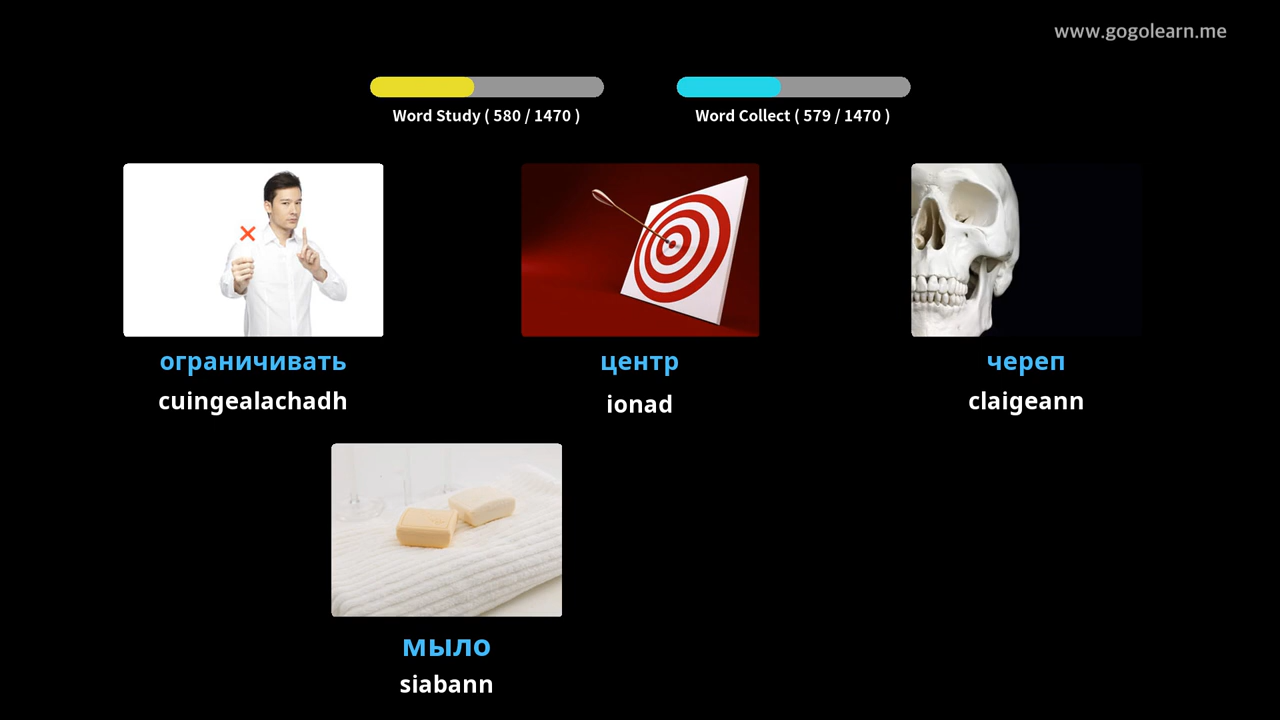 www.gogolearn.me
Word Study ( 580 / 1470 )
Word Collect ( 579 / 1470 )
ограничивать
cuingealachadh
центр
ionad
череп
claigeann
мыло
siabann